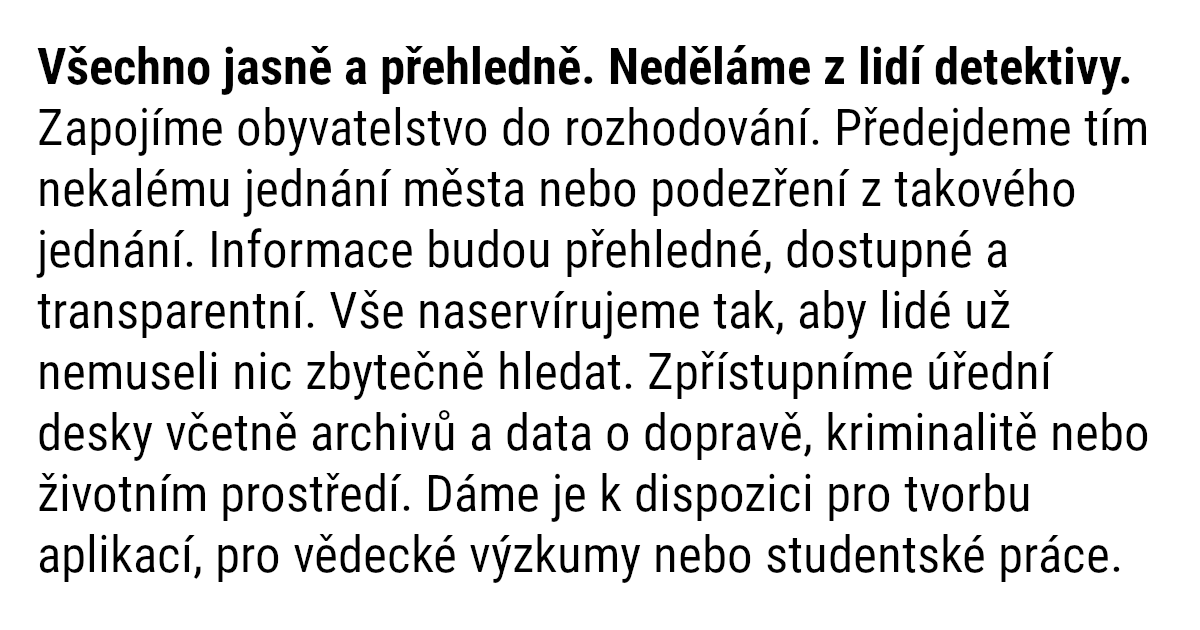 Všechno jasně a přehledně. Neděláme z lidí detektivy.
Zapojíme obyvatelstvo do rozhodování. Předejdeme tím
nekalému jednání města nebo podezření z takového
jednání. Informace budou přehledné, dostupné a
transparentní. Vše naservírujeme tak, aby lidé už
nemuseli nic zbytečně hledat. Zpřístupníme úřední
desky včetně archivů a data o dopravě, kriminalitě nebo
životním prostředí. Dáme je k dispozici pro tvorbu
aplikací, pro vědecké výzkumy nebo studentské práce.